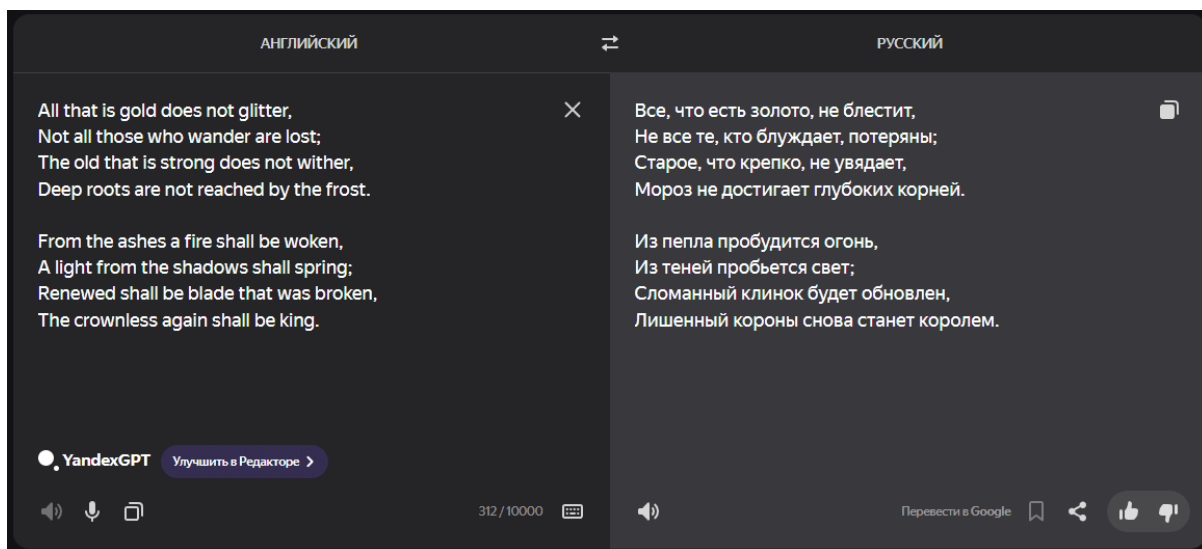 АНГЛИЙСКИЙ
РУССКИЙ
All that is gold does not glitter,
Not all those who wander are lost;
The old that is strong does not wither,
Deep roots are not reached by the frost.
From the ashes a fire shall be woken,
A light from the shadows shall spring;
Renewed shall be blade that was broken,
The crownless again shall be king.
Все, что есть золото, не блестит,
Не все те, кто блуждает, потеряны;
Старое, что крепко, не увядает,
Мороз не достигает глубоких корней.
Из пепла пробудится огонь,
Из теней пробьется свет;
Сломанный клинок будет обновлен,
Лишенный короны снова станет королем.
YandexGPT
Улучшить в Редакторе
312 / 10000
Перевести в Google